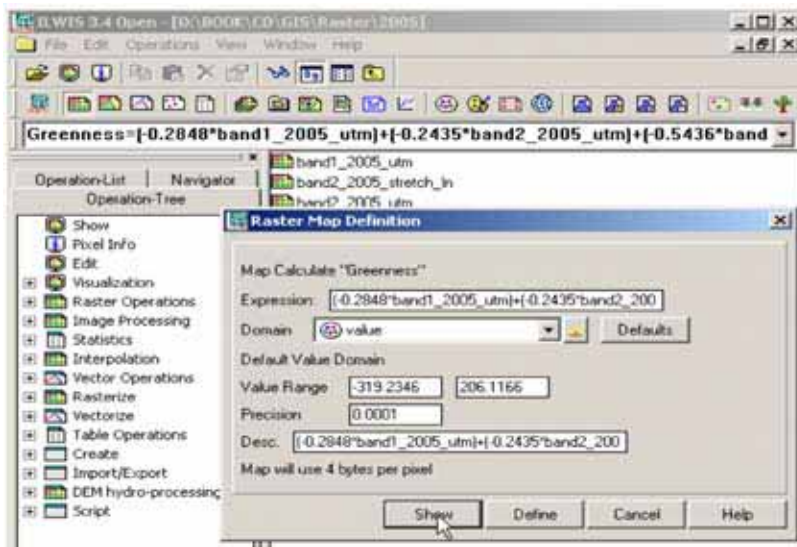 ILWIS 3.4 Open - [D:\BOOK\CD\GIS\Raster\2005]
File Edit Operations View Window Help
Greenness=(-0.2848*band1_2005_utm)+(-0.2435*band2_2005_utm)+(-0.5436*band
Operation-List Navigator
Operation-Tree
Show
Pixel Info
Edit
Visualization
Raster Operations
Image Processing
Statistics
Interpolation
Vector Operations
Rasterize
Vectorize
Table Operations
Create
Import/Export
DEM hydro-processing
Script
band1_2005_utm
band2_2005_stretch_ln
band2_2005_utm
Raster Map Definition
Map Calculate "Greenness"
Expression (-0.2848*band1_2005_utm)+(-0.2435*band2_200
Domain value Defaults
Default Value Domain
Value Range -319.2346 206.1166
Precision 0.0001
Desc. (-0.2848*band1_2005_utm)+(-0.2435*band2_200
Map will use 4 bytes per pixel
Show Define Cancel Help